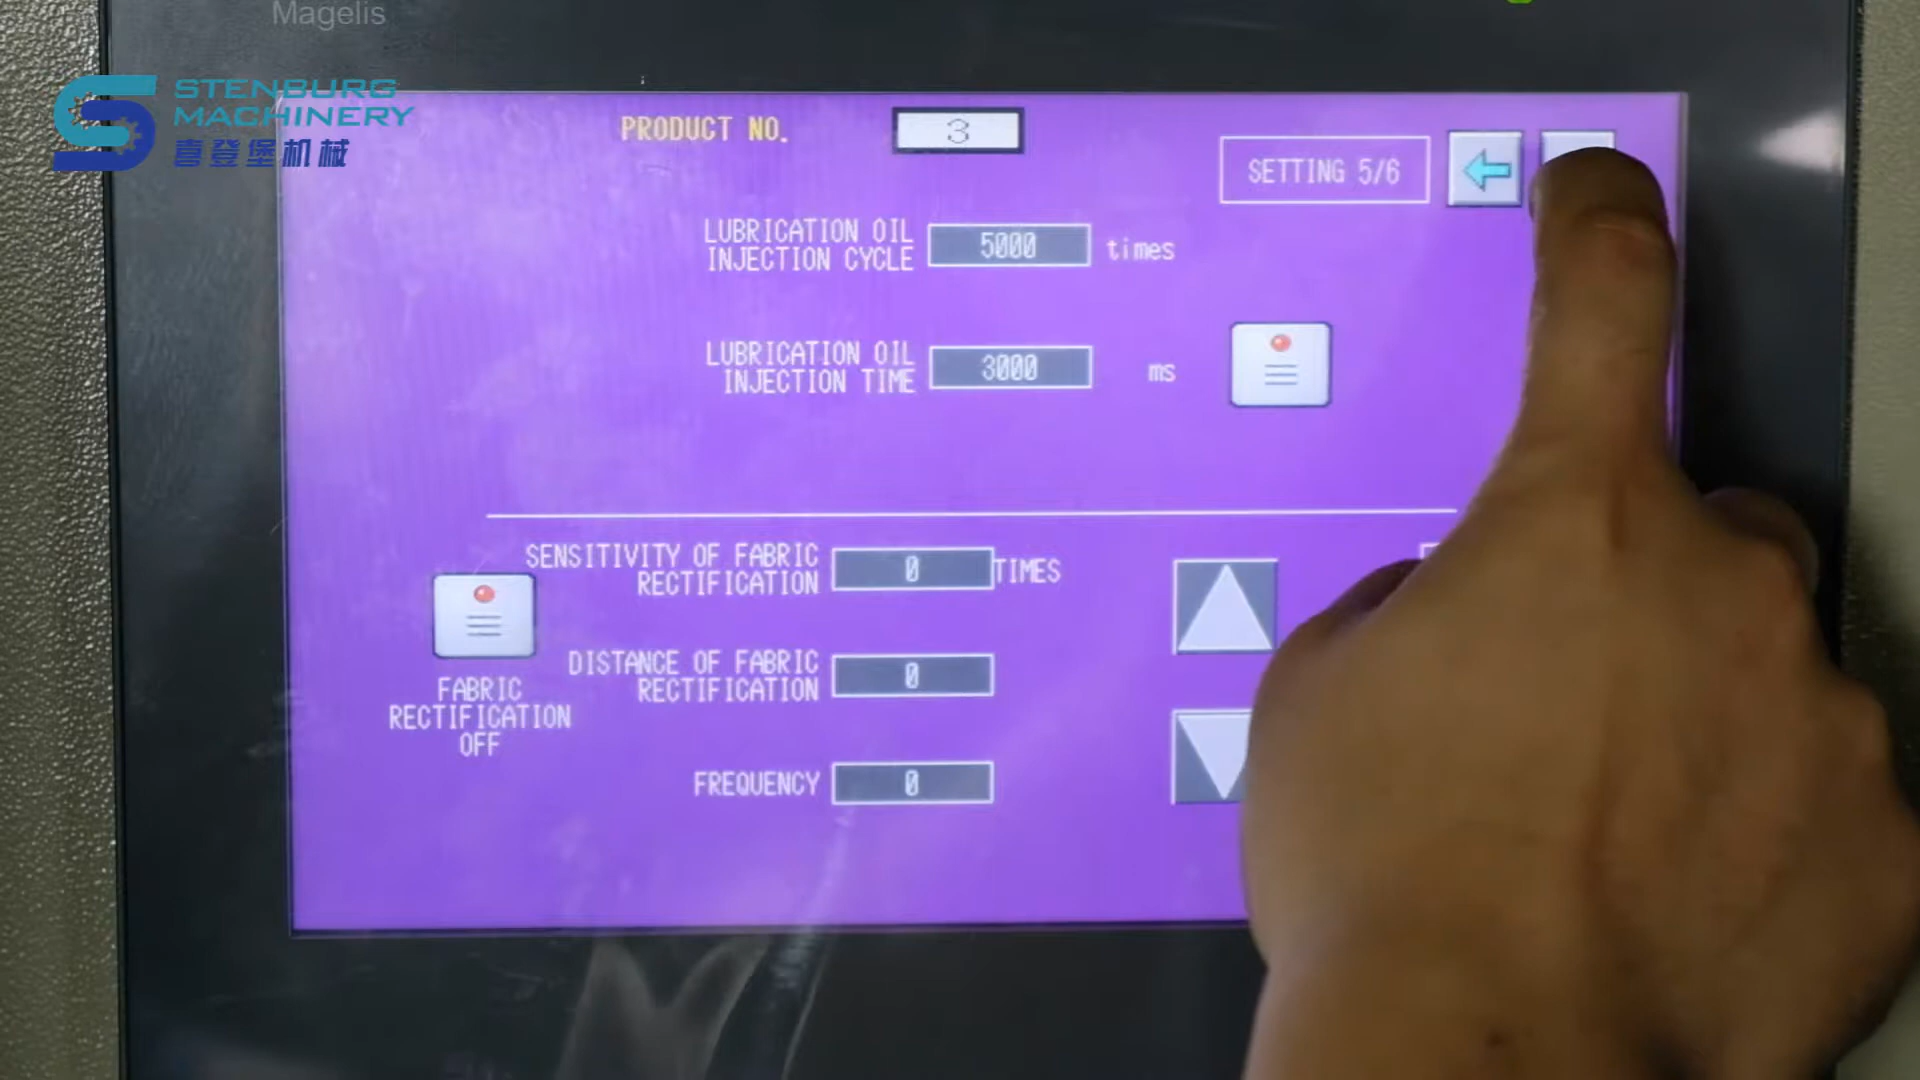 Magelis
STENBURG
MACHINERY
喜登堡机械
PRODUCT NO.
3
SETTING 5/6
LUBRICATION OIL
INJECTION CYCLE
5000
times
LUBRICATION OIL
INJECTION TIME
3000
ms
SENSITIVITY OF FABRIC
RECTIFICATION
0
TIMES
FABRIC
RECTIFICATION
OFF
DISTANCE OF FABRIC
RECTIFICATION
0
FREQUENCY
0